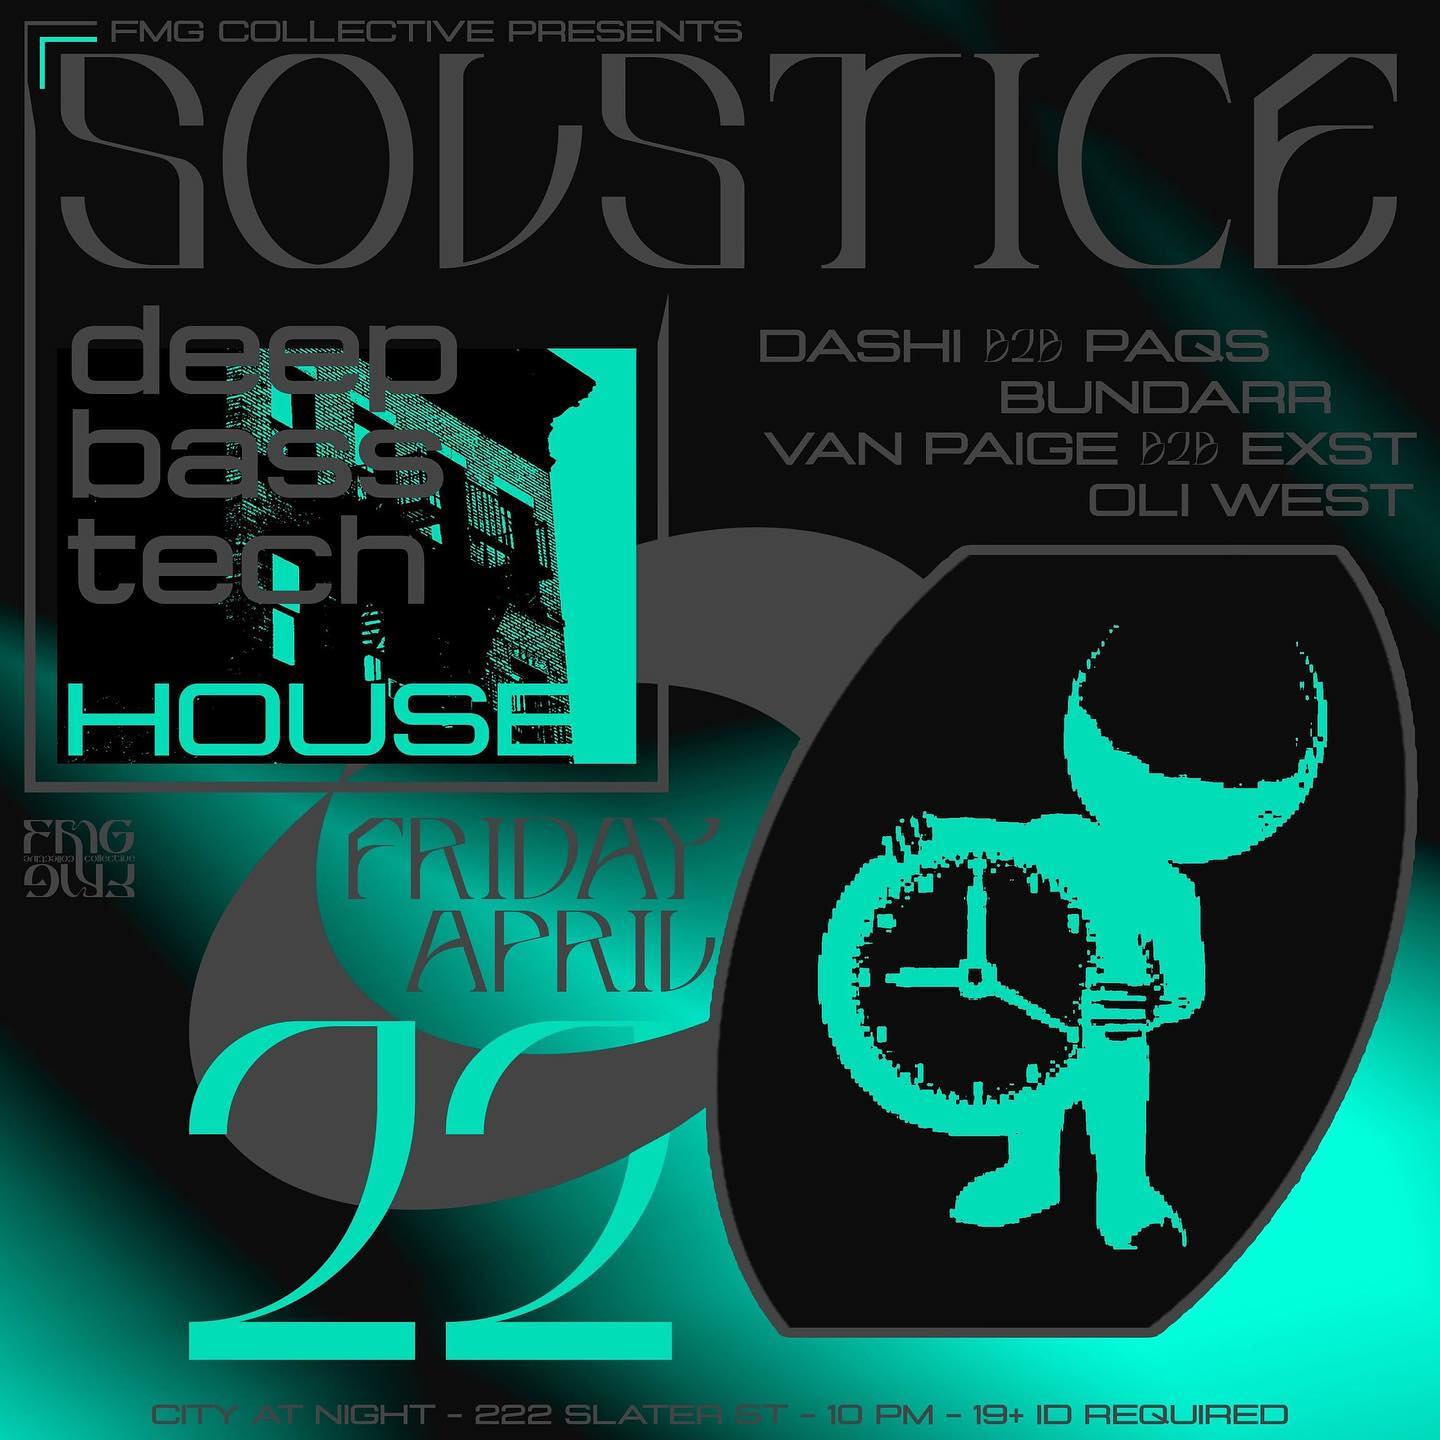 FMG COLLECTIVE PRESENTS
SOLSTICE
deep
bass
tech
HOUSE
DASHI B2B PAQS
BUNDARR
VAN PAIGE B2B EXST
OLI WEST
FMG
collective
FRIDAY
APRIL
22
CITY AT NIGHT - 222 SLATER ST - 10 PM - 19+ ID REQUIRED